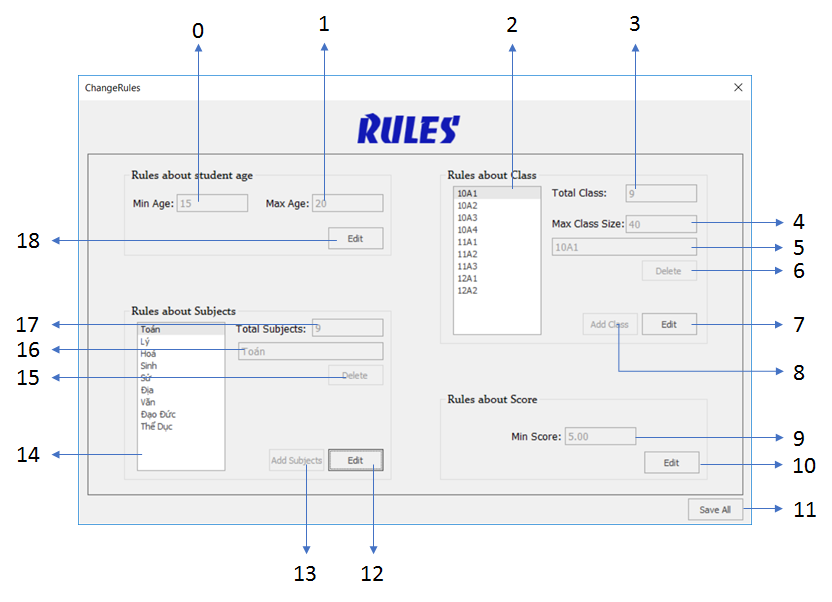 0
1
2
3
ChangeRules
RULES
Rules about student age
Min Age: 15
Max Age: 20
Edit
18
Rules about Class
10A1
10A2
10A3
10A4
11A1
11A2
11A3
12A1
12A2
Total Class: 9
Max Class Size: 40
10A1
Delete
Add Class
Edit
4
5
6
7
8
Rules about Subjects
17
16
15
14
Toán
Lý
Hoá
Sinh
Sử
Địa
Văn
Đạo Đức
Thể Dục
Total Subjects: 9
Toán
Delete
Add Subjects
Edit
Rules about Score
Min Score: 5.00
Edit
9
10
Save All
11
13
12